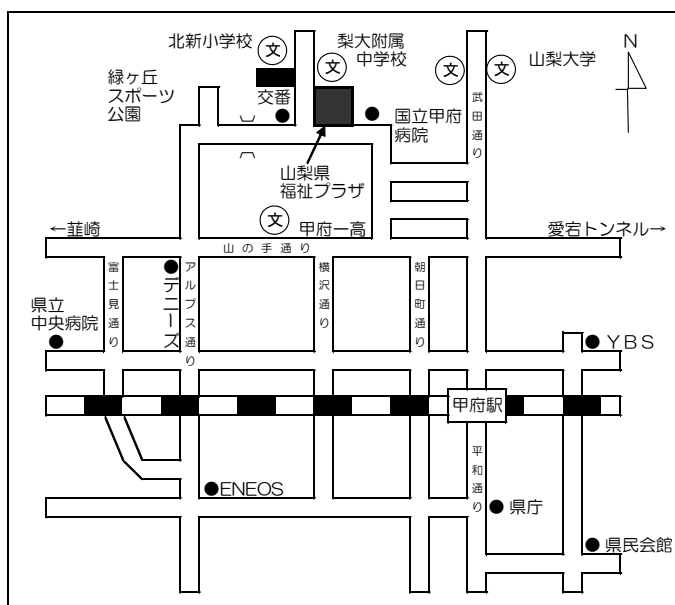 北新小学校
文
梨大附属
中学校
文
文
文
山梨大学
N
緑ヶ丘
スポーツ
公園
交番
国立甲府
病院
武田通り
山梨県
福祉プラザ
文
甲府一高
←韮崎
山の手通り
愛宕トンネル→
富士見通り
デニーズ
アルプス通り
横沢通り
朝日町通り
県立
中央病院
YBS
甲府駅
平和通り
ENEOS
県庁
県民会館